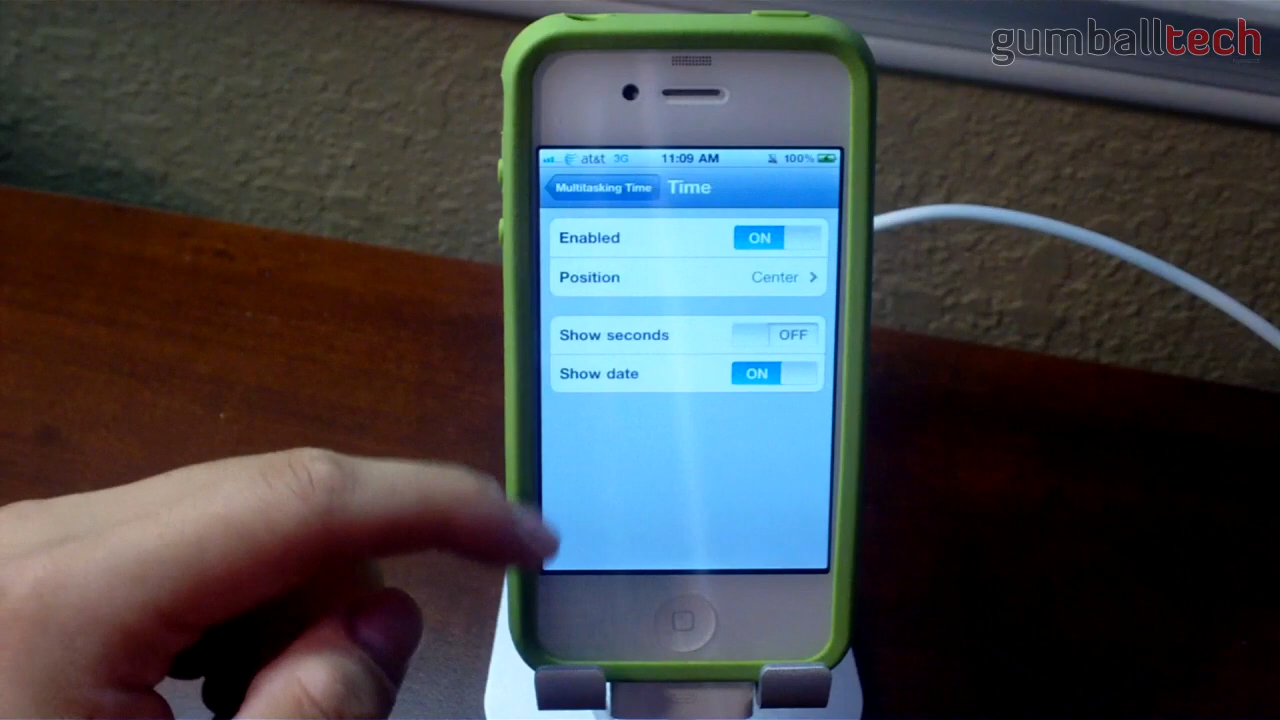 gumballtech
at&t 3G 11:09 AM 100%
Multitasking Time Time
Enabled ON
Position Center
Show seconds OFF
Show date ON